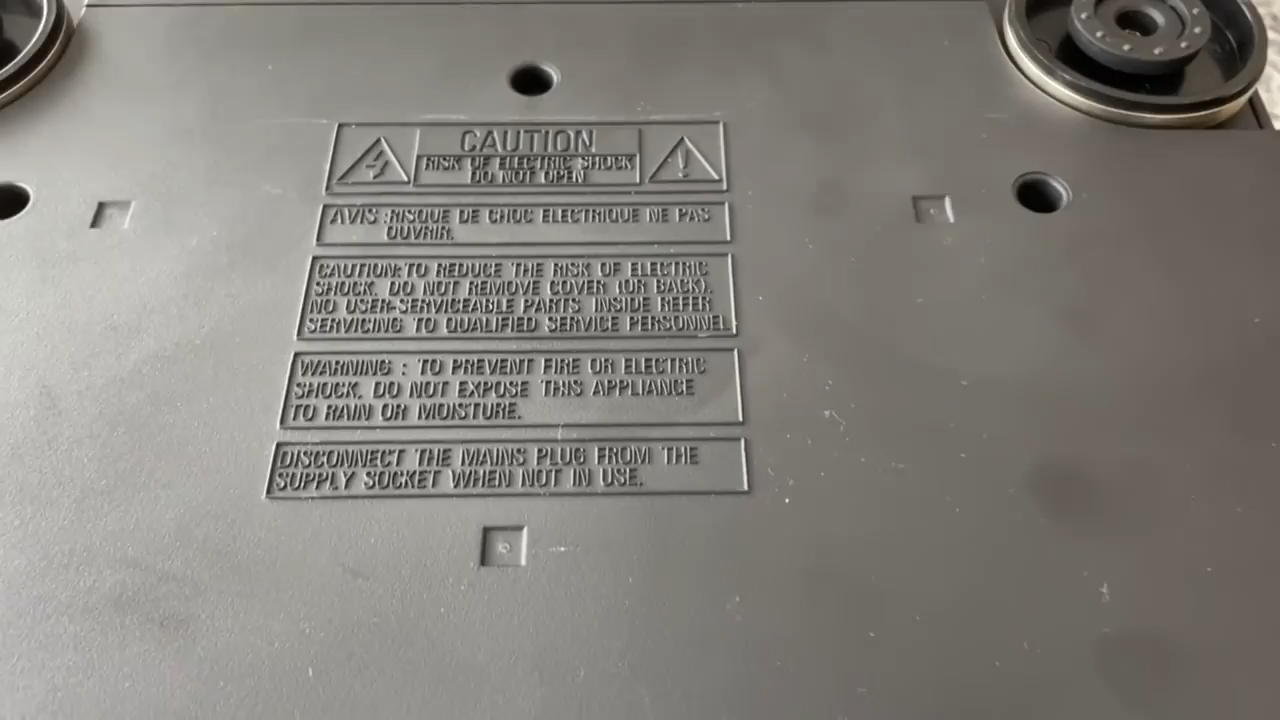 CAUTION
RISK OF ELECTRIC SHOCK
DO NOT OPEN
AVIS :RISQUE DE CHOC ELECTRIQUE NE PAS
OUVRIR.
CAUTION: TO REDUCE THE RISK OF ELECTRIC
SHOCK. DO NOT REMOVE COVER (OR BACK).
NO USER-SERVICEABLE PARTS INSIDE REFER
SERVICING TO QUALIFIED SERVICE PERSONNEL
WARNING : TO PREVENT FIRE OR ELECTRIC
SHOCK. DO NOT EXPOSE THIS APPLIANCE
TO RAIN OR MOISTURE.
DISCONNECT THE MAINS PLUG FROM THE
SUPPLY SOCKET WHEN NOT IN USE.